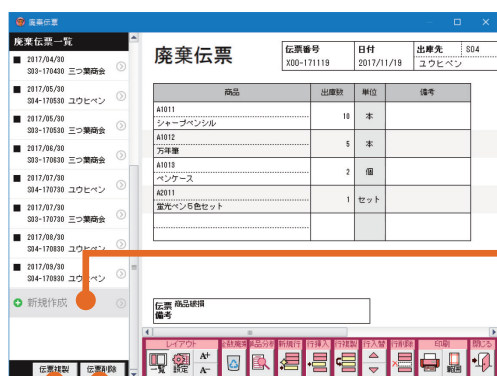 廃棄伝票
廃棄伝票一覧
2017/04/30
S03-170430 三つ葉商会
2017/05/30
S04-170530 ユウヒペン
2017/05/30
S03-170530 三つ葉商会
2017/06/30
S03-170630 三つ葉商会
2017/07/30
S04-170730 ユウヒペン
2017/07/30
S03-170730 三つ葉商会
2017/08/30
S04-170830 ユウヒペン
2017/09/30
S04-170930 ユウヒペン
新規作成
伝票複製 伝票削除
廃棄伝票
伝票番号 日付 出庫先 S04
X00-171119 2017/11/19 ユウヒペン
商品 出庫数 単位 備考
A1011
シャープペンシル 10 本
A1012
万年筆 5 本
A1013
ペンケース 2 個
A2011
蛍光ペン5色セット 1 セット
伝票 商品破損
備考
レイアウト 全数廃棄 商品分析 新規行 行挿入 行複製 行入替 行削除 印刷 閉じる
一覧 設定 A+ A- 範囲